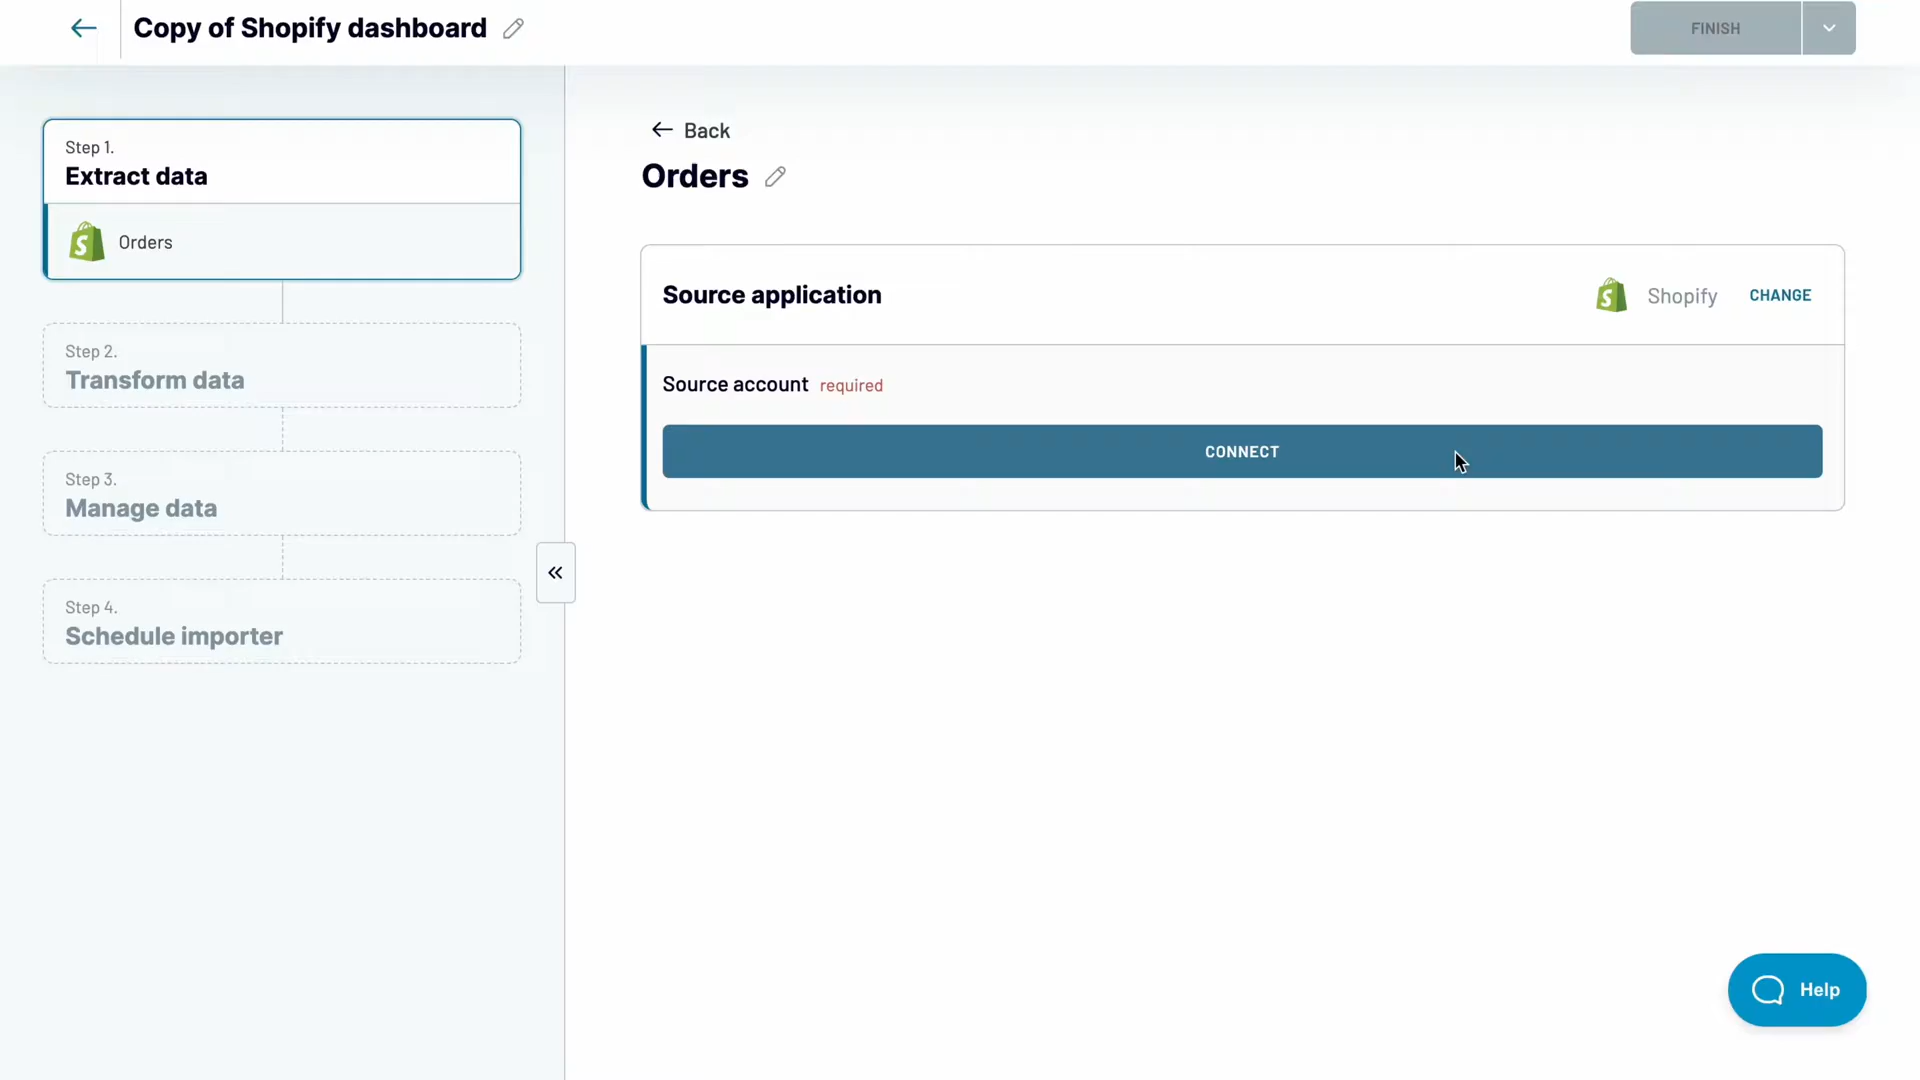 Copy of Shopify dashboard
FINISH
Step 1.
Extract data
Orders
Step 2.
Transform data
Step 3.
Manage data
Step 4.
Schedule importer
Back
Orders
Source application
Shopify
CHANGE
Source account required
CONNECT
Help